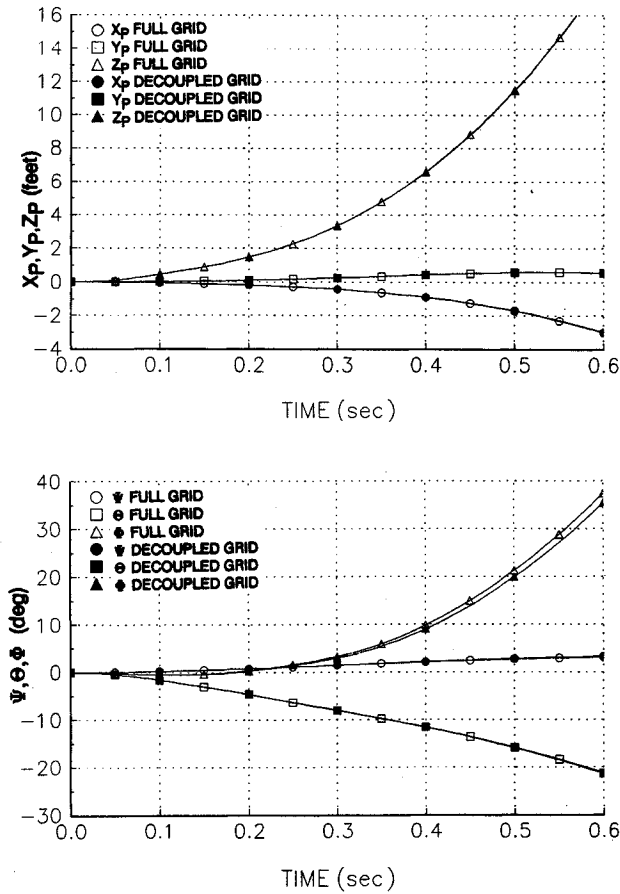 16
14
12
10
8
6
4
2
0
-2
-4
Xp,Yp,Zp (feet)
Xp FULL GRID
Yp FULL GRID
Zp FULL GRID
Xp DECOUPLED GRID
Yp DECOUPLED GRID
Zp DECOUPLED GRID
0.0 0.1 0.2 0.3 0.4 0.5 0.6
TIME (sec)
40
30
20
10
0
-10
-20
-30
Ψ,Θ,Φ (deg)
Ψ FULL GRID
Θ FULL GRID
Φ FULL GRID
Ψ DECOUPLED GRID
Θ DECOUPLED GRID
Φ DECOUPLED GRID
0.0 0.1 0.2 0.3 0.4 0.5 0.6
TIME (sec)